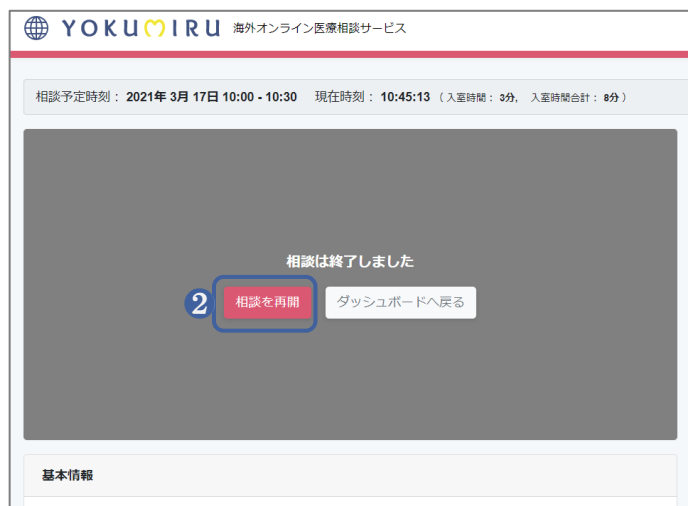 YOKUMIRU 海外オンライン医療相談サービス
相談予定時刻： 2021年 3月 17日 10:00 - 10:30 現在時刻： 10:45:13 （ 入室時間： 3分, 入室時間合計： 8分 ）
相談は終了しました
2 相談を再開 ダッシュボードへ戻る
基本情報